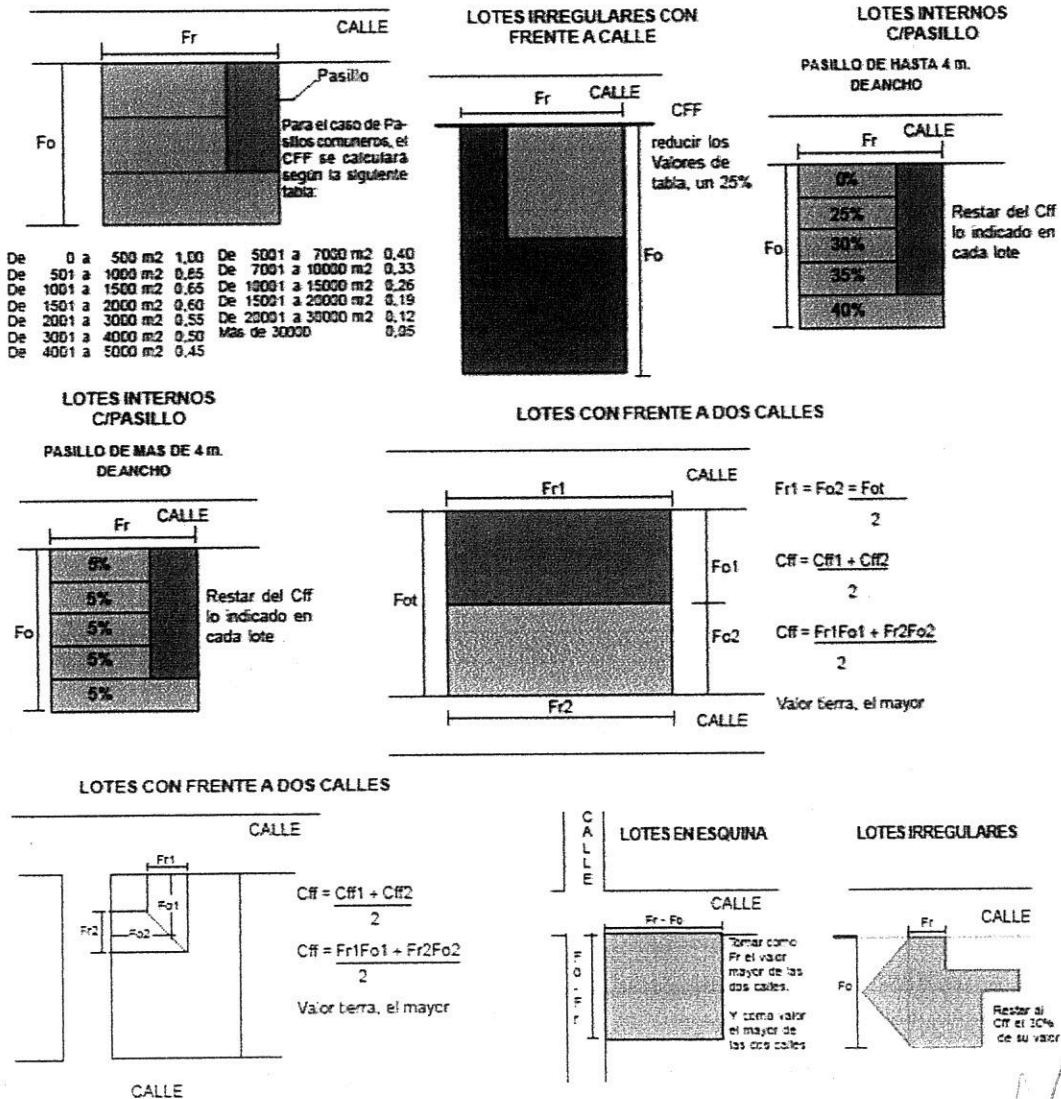 CALLE
Fr
Pasillo
Fo
Para el caso de Pa-
sillos comuneros, el
CFF se calculará
según la siguiente
tabla:
De 0 a 500 m2 1,00
De 501 a 1000 m2 0,85
De 1001 a 1500 m2 0,65
De 1501 a 2000 m2 0,60
De 2001 a 3000 m2 0,55
De 3001 a 4000 m2 0,50
De 4001 a 5000 m2 0,45
De 5001 a 7000 m2 0,40
De 7001 a 10000 m2 0,33
De 10001 a 15000 m2 0,26
De 15001 a 20000 m2 0,19
De 20001 a 30000 m2 0,12
Mas de 30000 0,05
LOTES IRREGULARES CON
FRENTE A CALLE
Fr CALLE
CFF
reducir los
Valores de
tabla, un 25%
Fo
LOTES INTERNOS
C/PASILLO
PASILLO DE HASTA 4 m.
DE ANCHO
CALLE
Fr
0%
25%
30%
35%
40%
Fo
Restar del Cff
lo indicado en
cada lote
LOTES INTERNOS
C/PASILLO
PASILLO DE MAS DE 4 m.
DE ANCHO
CALLE
Fr
5%
5%
5%
5%
5%
Fo
Restar del Cff
lo indicado en
cada lote
LOTES CON FRENTE A DOS CALLES
CALLE
Fr1
Fot
Fo1
Fo2
Fr2
CALLE
Fr1 = Fo2 = Fot
2
Cff = Cff1 + Cff2
2
Cff = Fr1Fo1 + Fr2Fo2
2
Valor tierra, el mayor
LOTES CON FRENTE A DOS CALLES
CALLE
Fr1
Fo1
Fr2
Fo2
Cff = Cff1 + Cff2
2
Cff = Fr1Fo1 + Fr2Fo2
2
Valor tierra, el mayor
CALLE
CALLE
LOTES EN ESQUINA
CALLE
Fr - Fo
Fo - Fr
Tomar como
Fr el valor
mayor de las
dos calles.
Y como valor
el mayor de
las dos calles
LOTES IRREGULARES
CALLE
Fr
Fo
Restar al
Cff el 30%
de su valor